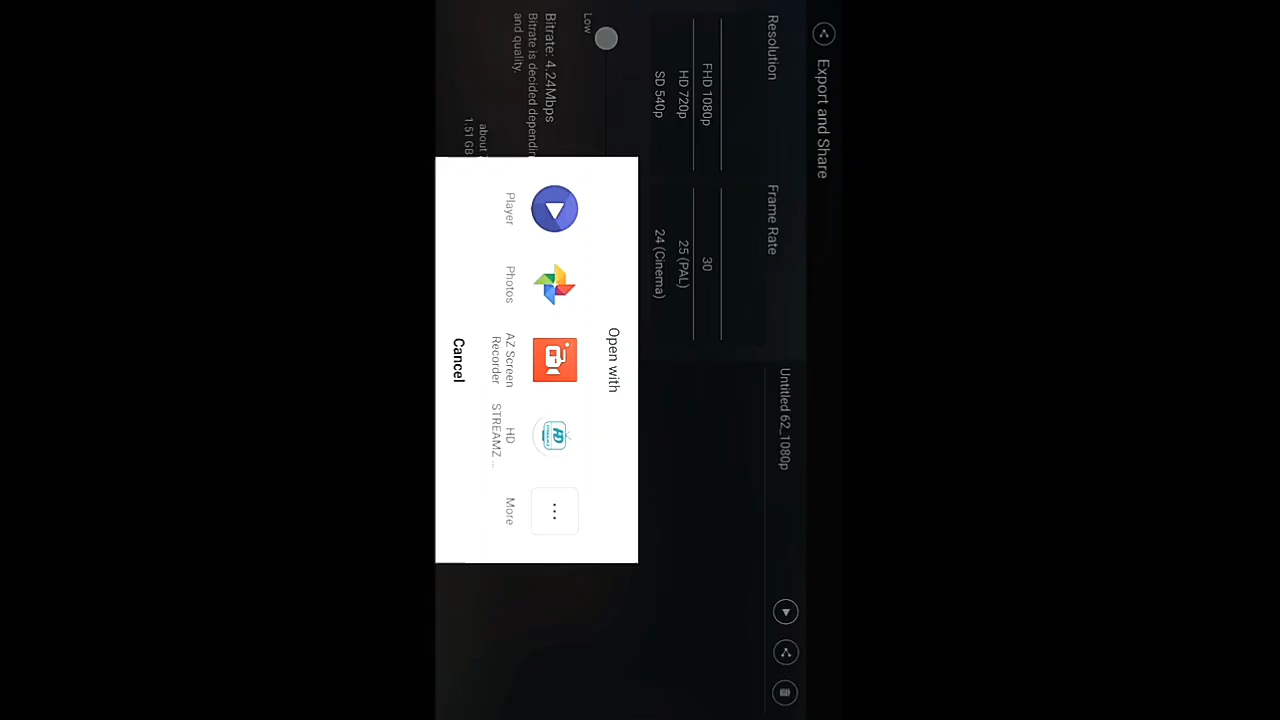 Export and Share
Resolution
FHD 1080p
HD 720p
SD 540p
Frame Rate
30
25 (PAL)
24 (Cinema)
Low
Bitrate: 4.24Mbps
Bitrate is decided dependin
and quality.
about
1.51 GB
Untitled 62_1080p
Open with
Player
Photos
AZ Screen
Recorder
HD
STREAMZ ...
More
Cancel